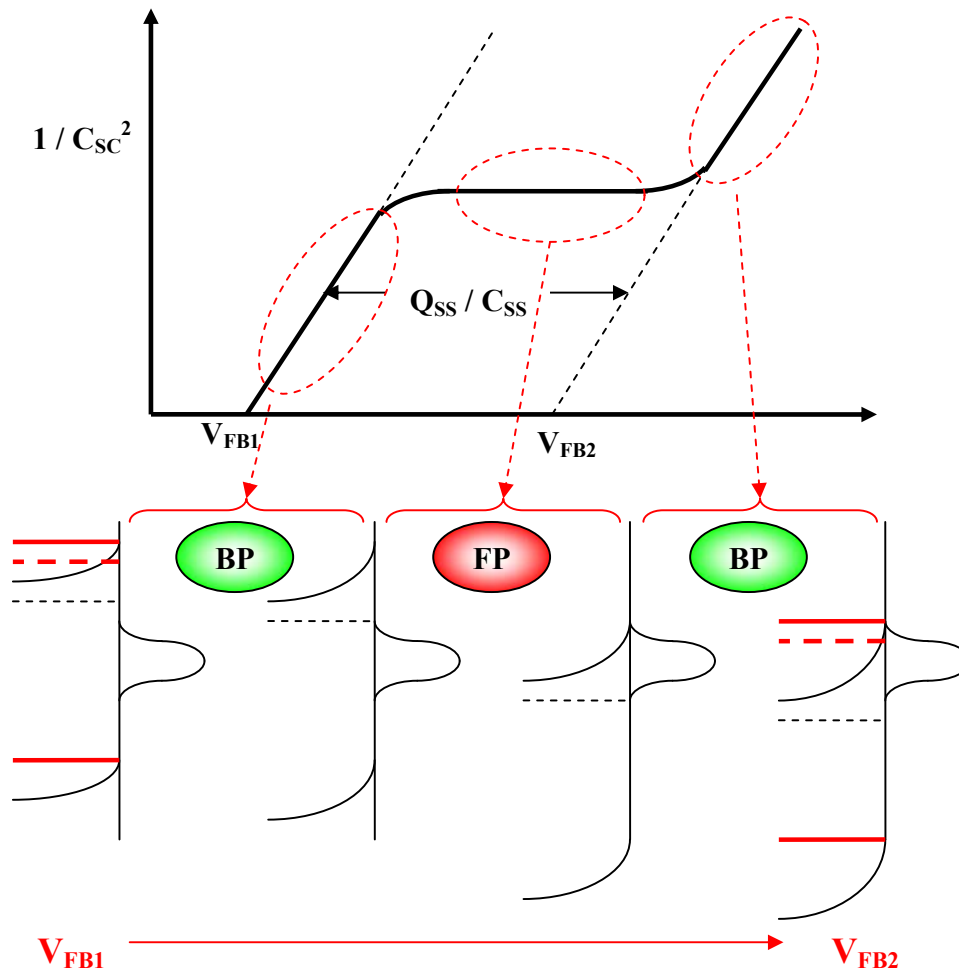 1 / C_SC^2
Q_SS / C_SS
V_FB1
V_FB2
BP
FP
BP
V_FB1
V_FB2